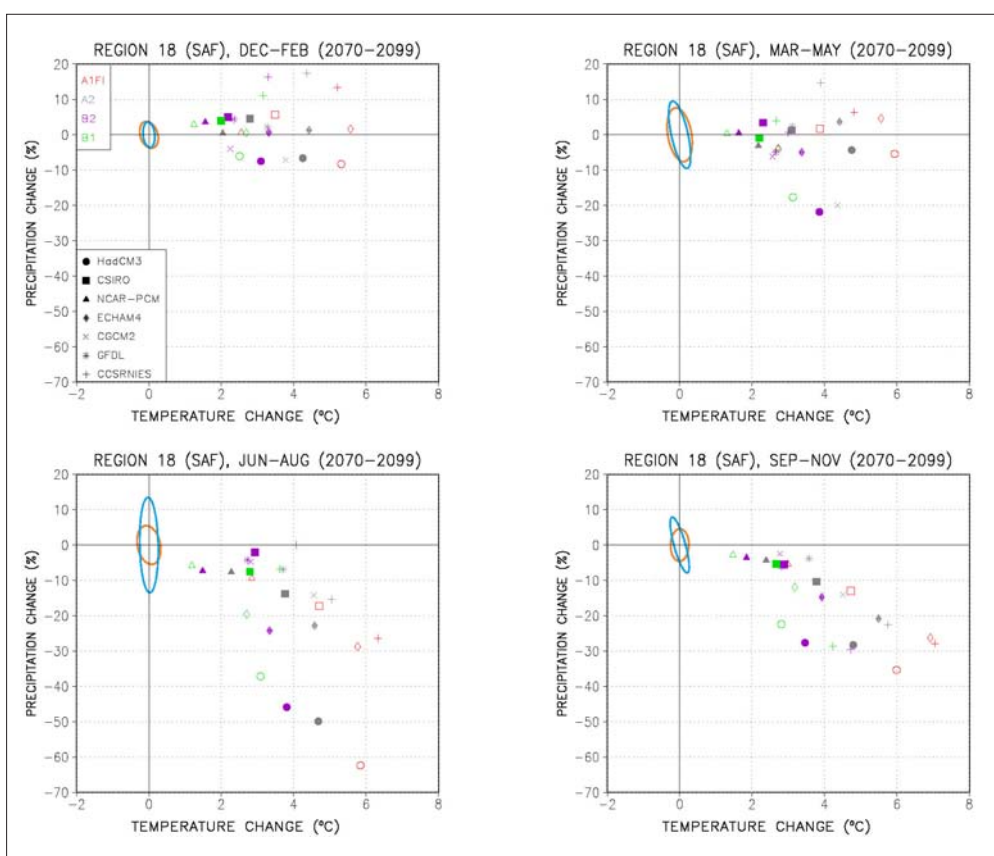 REGION 18 (SAF), DEC-FEB (2070-2099)
20
10
0
-10
-20
-30
-40
-50
-60
-70
PRECIPITATION CHANGE (%)
A1FI
A2
B2
B1
HadCM3
CSIRO
NCAR-PCM
ECHAM4
CGCM2
GFDL
CCSRNIES
-2 0 2 4 6 8
TEMPERATURE CHANGE (ºC)
REGION 18 (SAF), MAR-MAY (2070-2099)
20
10
0
-10
-20
-30
-40
-50
-60
-70
PRECIPITATION CHANGE (%)
-2 0 2 4 6 8
TEMPERATURE CHANGE (ºC)
REGION 18 (SAF), JUN-AUG (2070-2099)
20
10
0
-10
-20
-30
-40
-50
-60
-70
PRECIPITATION CHANGE (%)
-2 0 2 4 6 8
TEMPERATURE CHANGE (ºC)
REGION 18 (SAF), SEP-NOV (2070-2099)
20
10
0
-10
-20
-30
-40
-50
-60
-70
PRECIPITATION CHANGE (%)
-2 0 2 4 6 8
TEMPERATURE CHANGE (ºC)